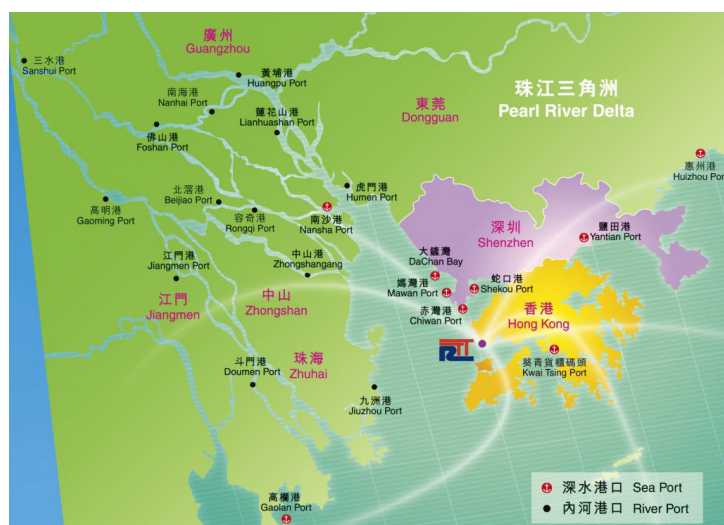 廣州
Guangzhou
三水港
Sanshui Port
黃埔港
Huangpu Port
南海港
Nanhai Port
蓮花山港
Lianhuashan Port
佛山港
Foshan Port
東莞
Dongguan
珠江三角洲
Pearl River Delta
惠州港
Huizhou Port
虎門港
Humen Port
北滘港
Beijiao Port
高明港
Gaoming Port
容奇港
Rongqi Port
南沙港
Nansha Port
深圳
Shenzhen
鹽田港
Yantian Port
大鏟灣
DaChan Bay
江門港
Jiangmen Port
中山港
Zhongshangang
媽灣港
Mawan Port
蛇口港
Shekou Port
江門
Jiangmen
中山
Zhongshan
赤灣港
Chiwan Port
香港
Hong Kong
RTT
葵青貨櫃碼頭
Kwai Tsing Port
珠海
Zhuhai
斗門港
Doumen Port
九洲港
Jiuzhou Port
高欄港
Gaolan Port
深水港口 Sea Port
內河港口 River Port